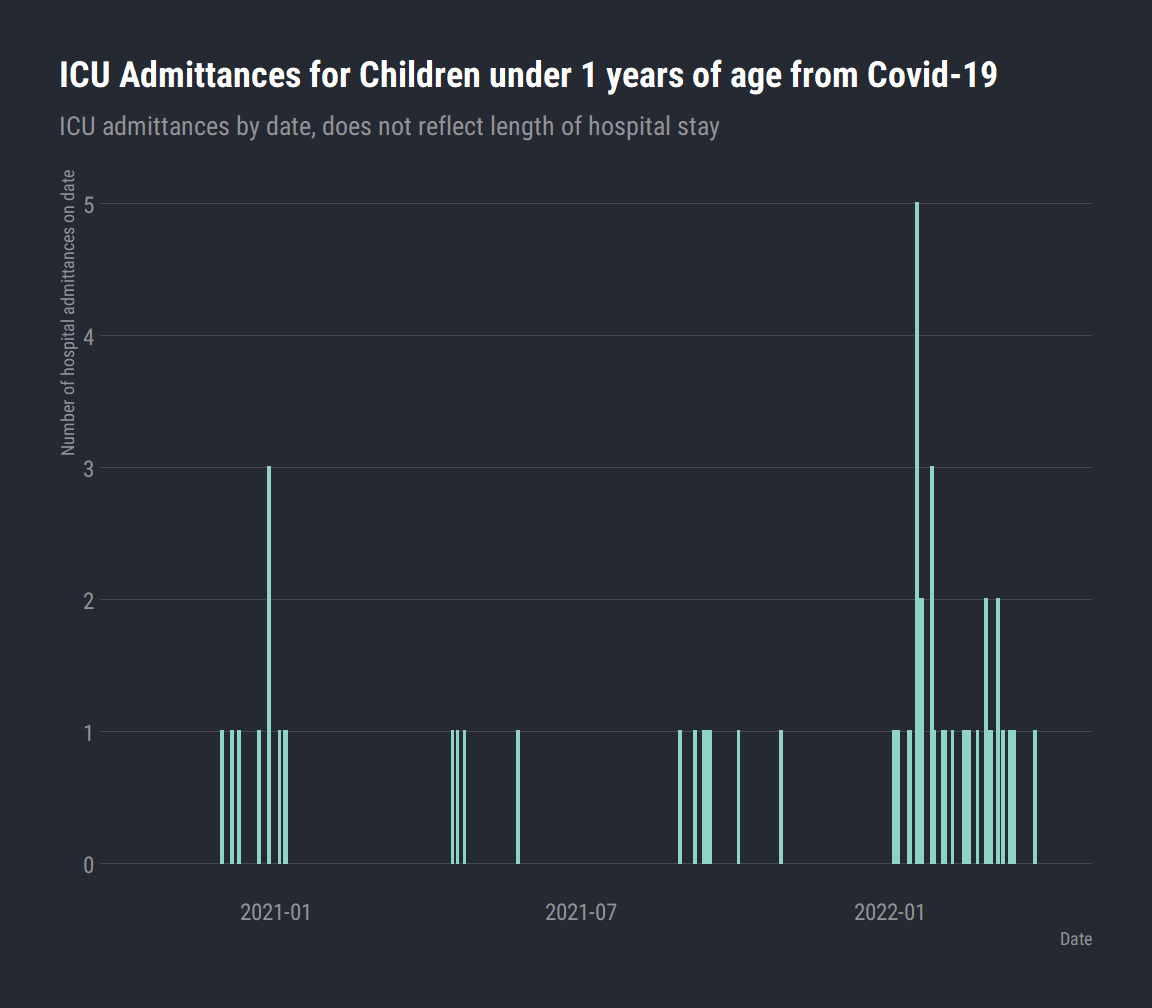 ICU Admittances for Children under 1 years of age from Covid-19
ICU admittances by date, does not reflect length of hospital stay
Number of hospital admittances on date
5
4
3
2
1
0
2021-01
2021-07
2022-01
Date